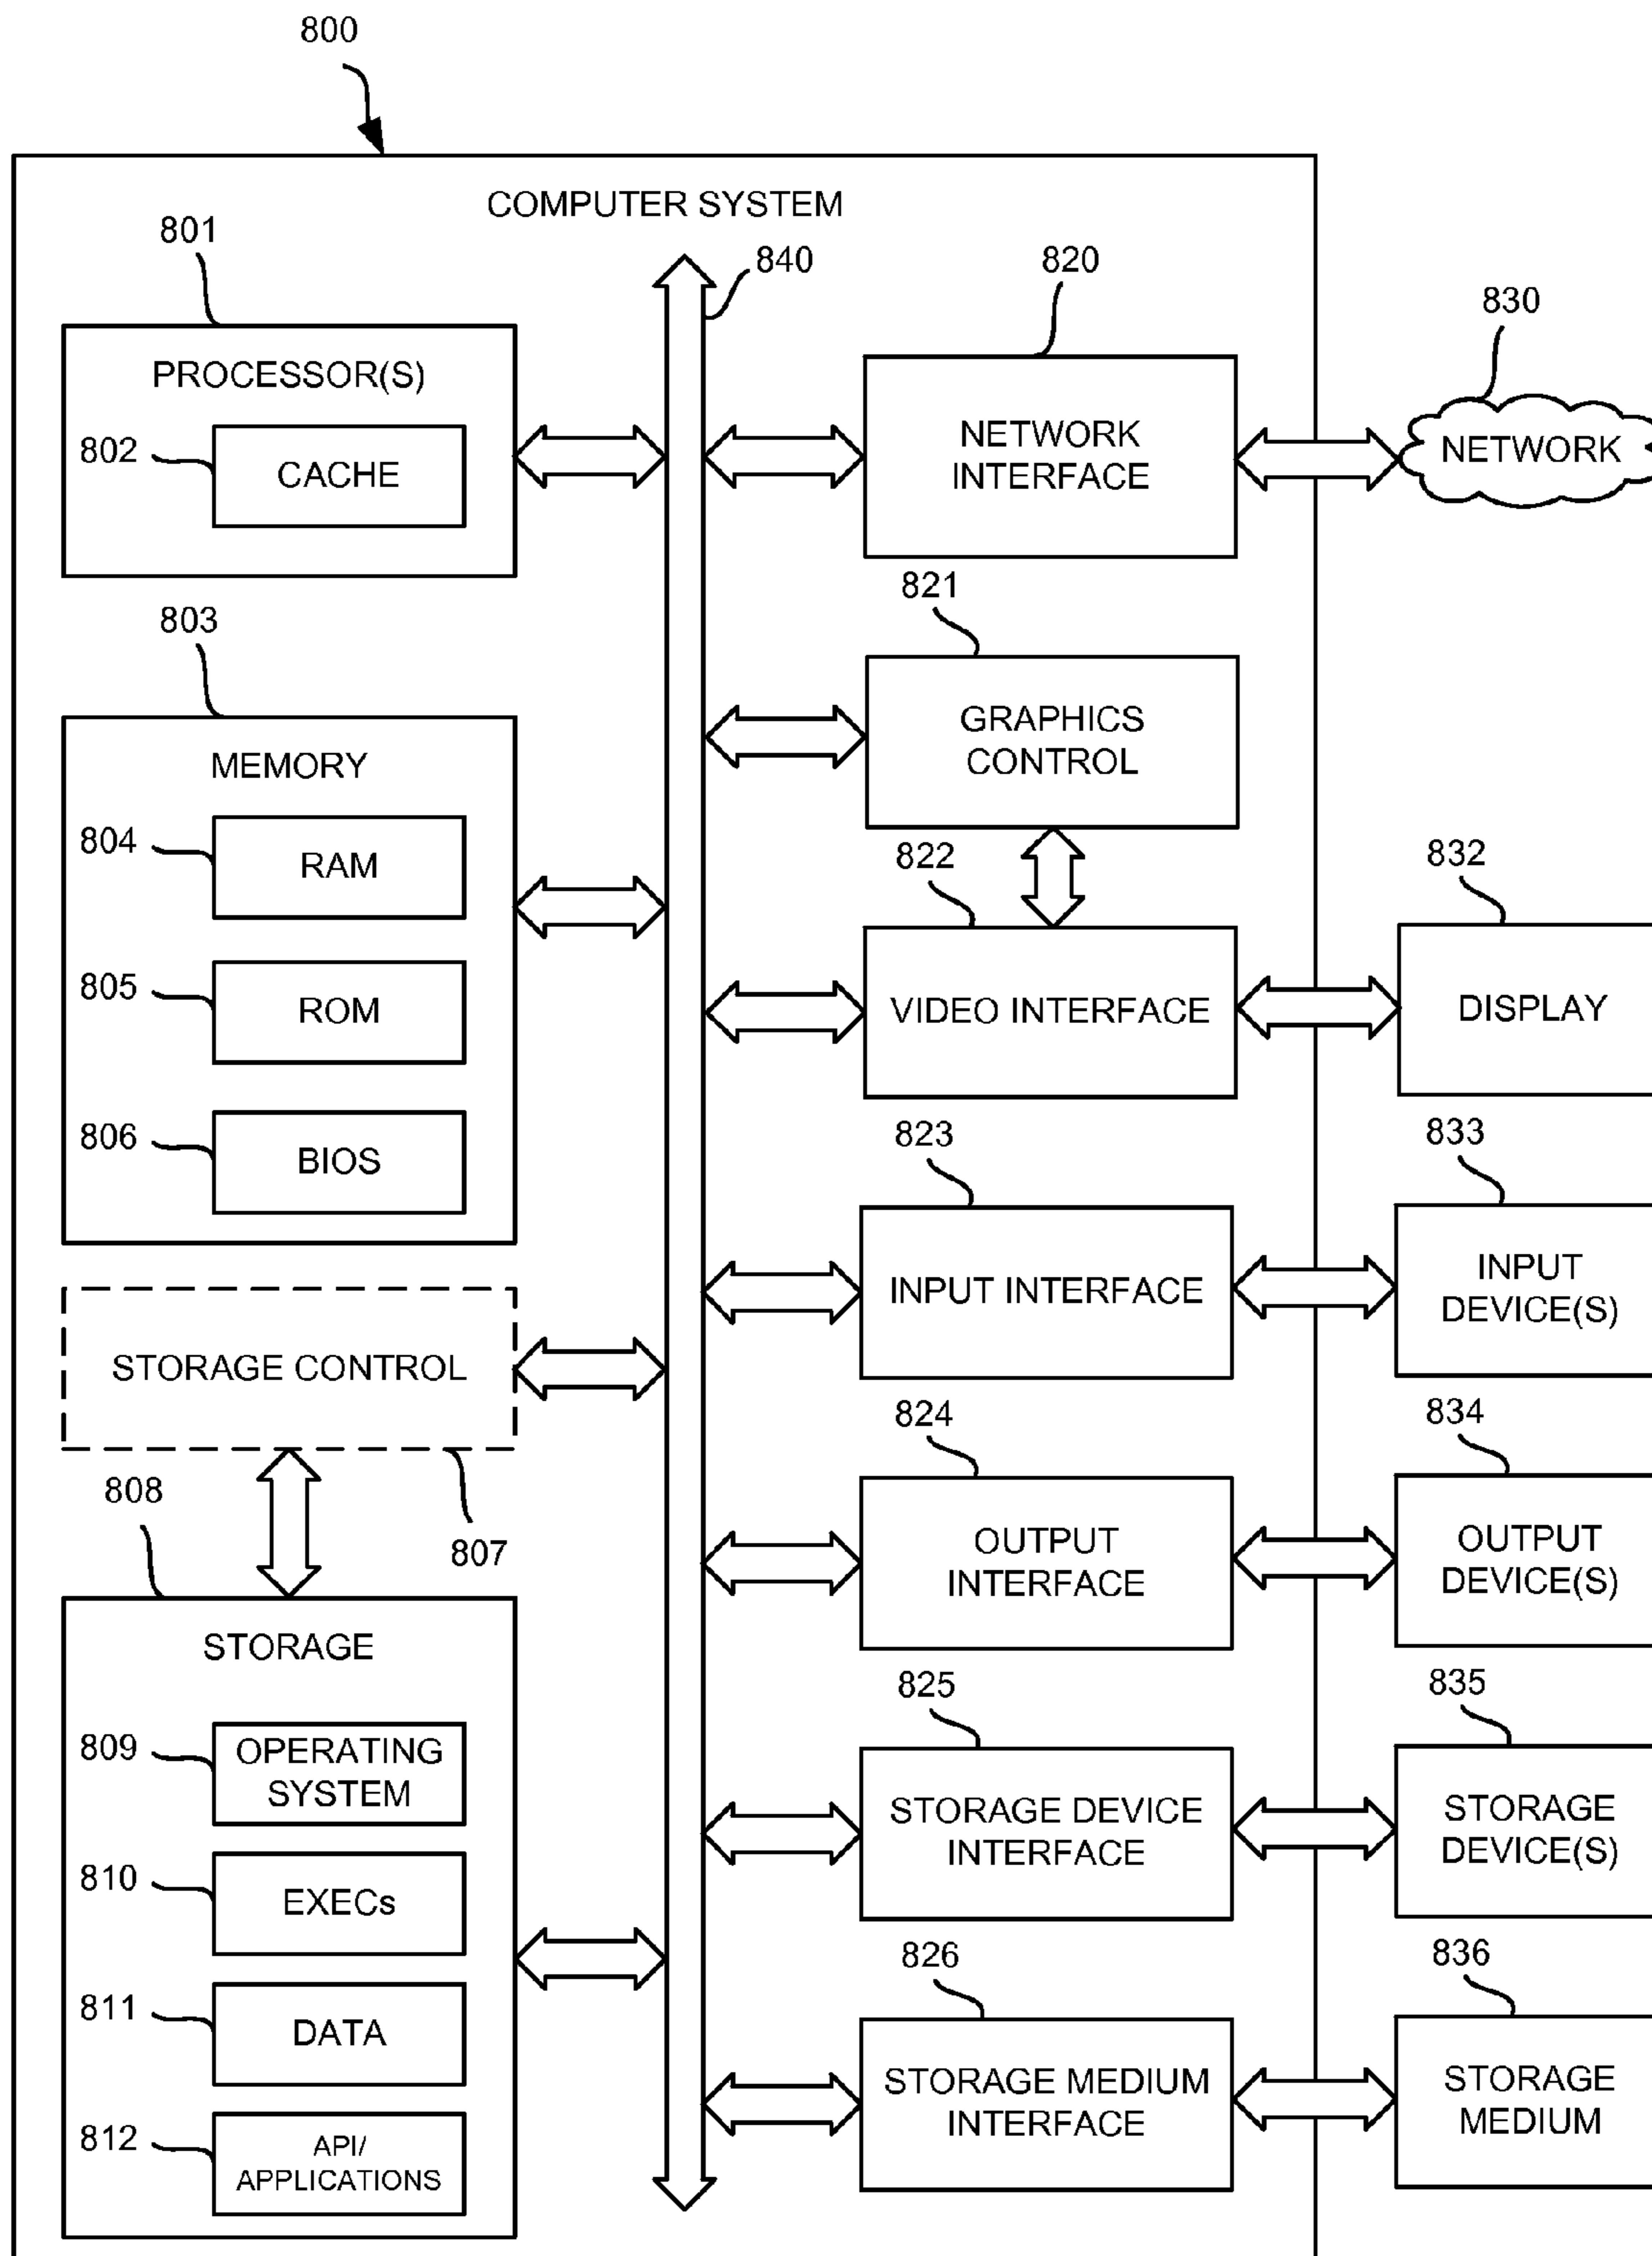 800
COMPUTER SYSTEM
801
840
820
830
PROCESSOR(S)
802
CACHE
NETWORK
INTERFACE
NETWORK
821
803
GRAPHICS
CONTROL
MEMORY
804
RAM
822
832
805
ROM
VIDEO INTERFACE
DISPLAY
806
BIOS
823
833
INPUT INTERFACE
INPUT
DEVICE(S)
STORAGE CONTROL
824
834
808
807
OUTPUT
INTERFACE
OUTPUT
DEVICE(S)
STORAGE
825
835
809
OPERATING
SYSTEM
STORAGE DEVICE
INTERFACE
STORAGE
DEVICE(S)
810
EXECs
826
836
811
DATA
STORAGE MEDIUM
INTERFACE
STORAGE
MEDIUM
812
API/
APPLICATIONS